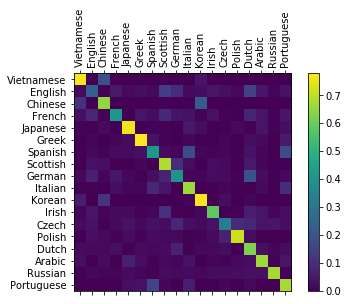 Vietnamese
English
Chinese
French
Japanese
Greek
Spanish
Scottish
German
Italian
Korean
Irish
Czech
Polish
Dutch
Arabic
Russian
Portuguese
Vietnamese
English
Chinese
French
Japanese
Greek
Spanish
Scottish
German
Italian
Korean
Irish
Czech
Polish
Dutch
Arabic
Russian
Portuguese
0.7
0.6
0.5
0.4
0.3
0.2
0.1
0.0